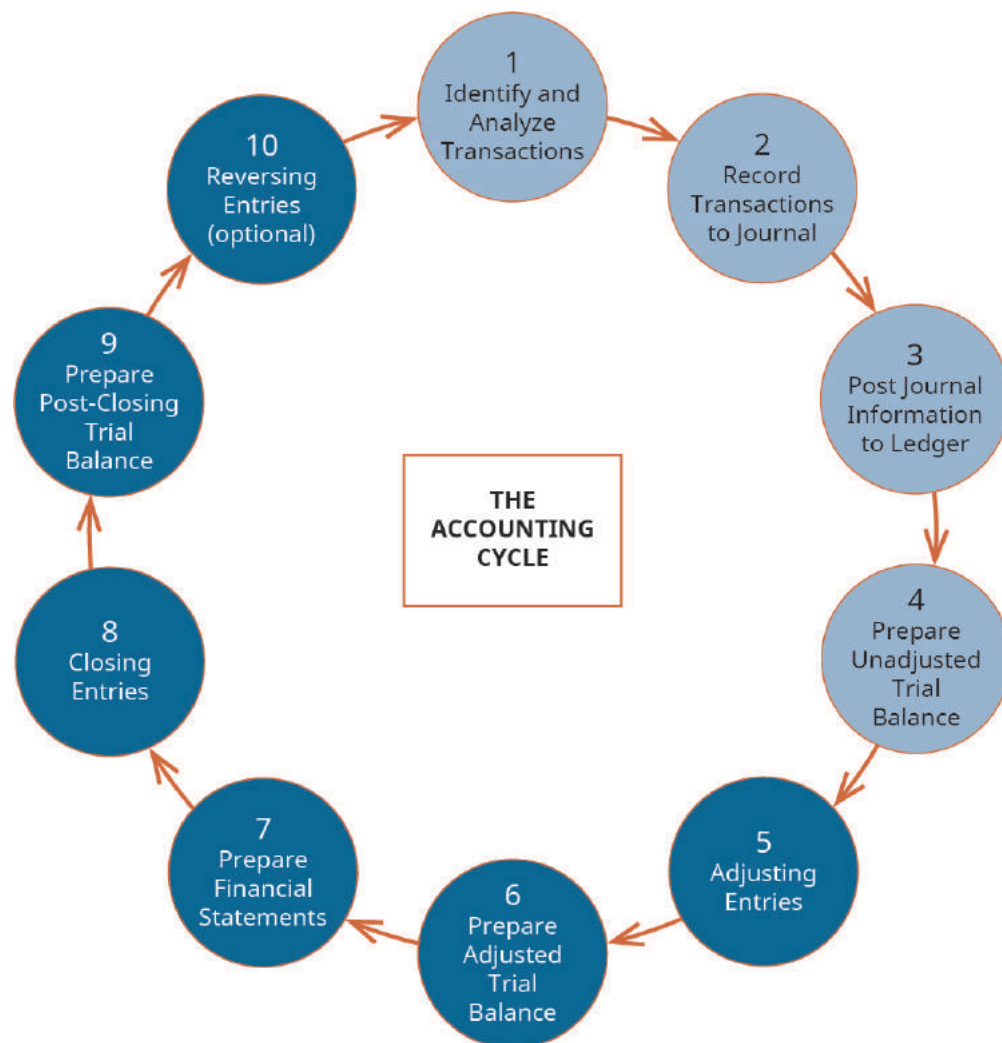 1
Identify and
Analyze
Transactions
2
Record
Transactions
to Journal
3
Post Journal
Information
to Ledger
4
Prepare
Unadjusted
Trial
Balance
5
Adjusting
Entries
6
Prepare
Adjusted
Trial
Balance
7
Prepare
Financial
Statements
8
Closing
Entries
9
Prepare
Post-Closing
Trial
Balance
10
Reversing
Entries
(optional)
THE
ACCOUNTING
CYCLE